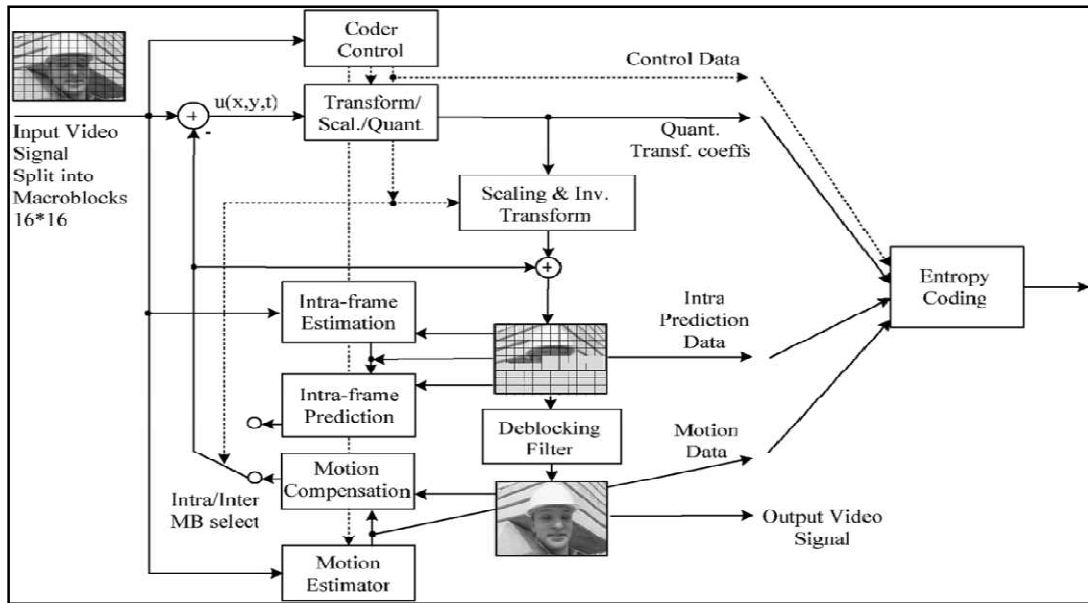 Coder
Control
Control Data
u(x,y,t)
+
-
Transform/
Scal./Quant.
Input Video
Signal
Split into
Macroblocks
16*16
Quant.
Transf. coeffs
Scaling & Inv.
Transform
+
Entropy
Coding
Intra-frame
Estimation
Intra
Prediction
Data
Intra-frame
Prediction
Deblocking
Filter
Motion
Data
Motion
Compensation
Intra/Inter
MB select
Output Video
Signal
Motion
Estimator